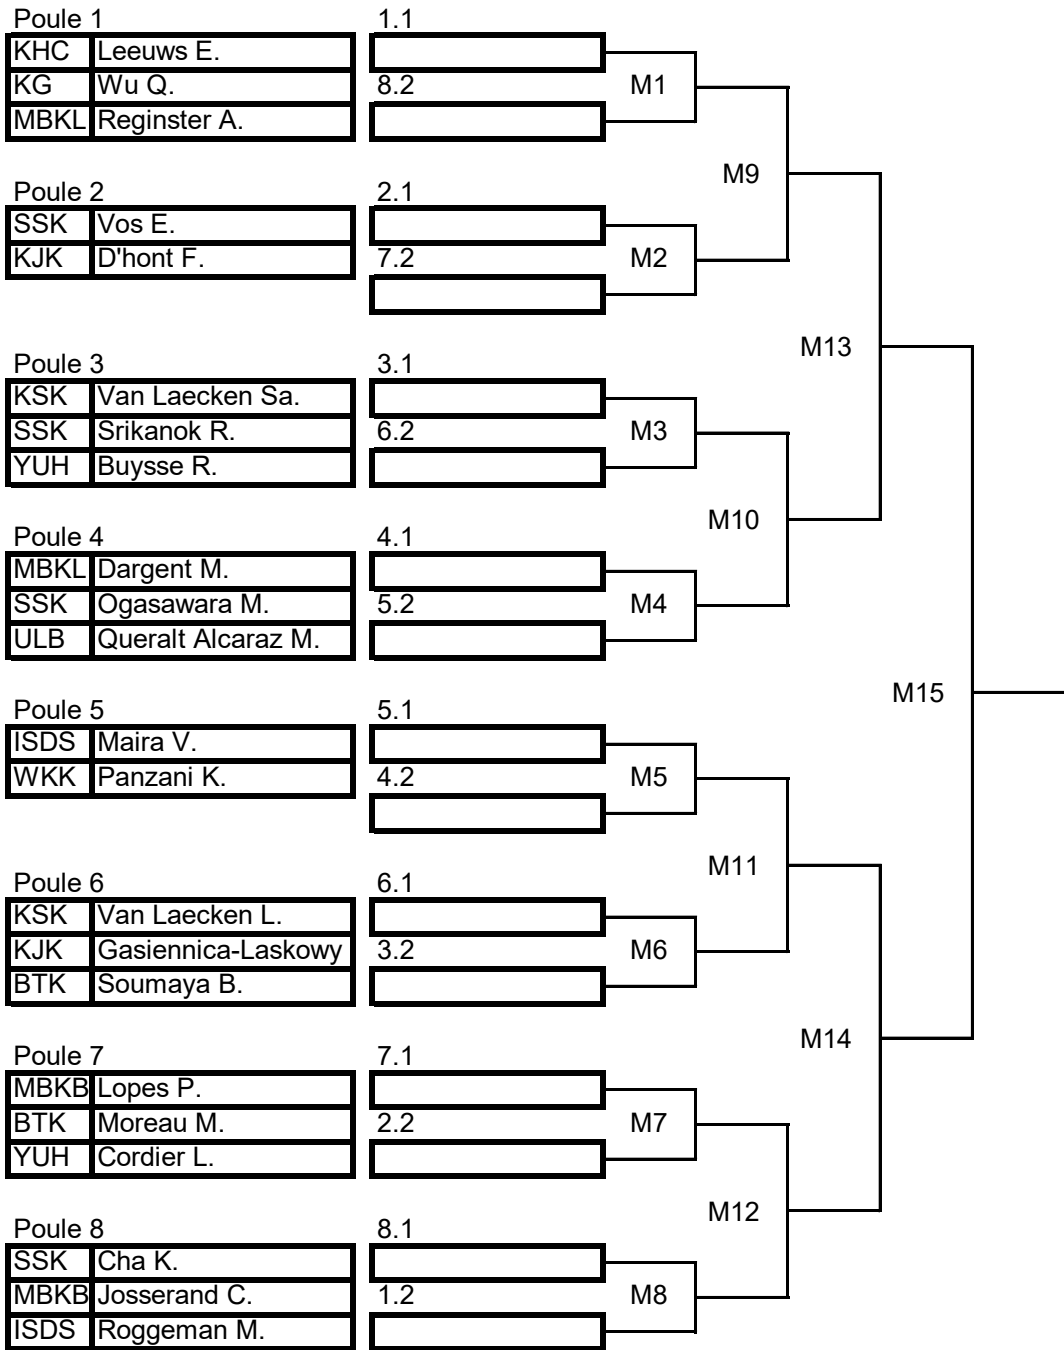 Poule 1 1.1
KHC Leeuws E.
KG Wu Q. 8.2 M1
MBKL Reginster A.
M9
Poule 2 2.1
SSK Vos E.
KJK D'hont F. 7.2 M2
M13
Poule 3 3.1
KSK Van Laecken Sa.
SSK Srikanok R. 6.2 M3
YUH Buysse R.
M10
Poule 4 4.1
MBKL Dargent M.
SSK Ogasawara M. 5.2 M4
ULB Queralt Alcaraz M.
M15
Poule 5 5.1
ISDS Maira V.
WKK Panzani K. 4.2 M5
M11
Poule 6 6.1
KSK Van Laecken L.
KJK Gasiennica-Laskowy 3.2 M6
BTK Soumaya B.
M14
Poule 7 7.1
MBKB Lopes P.
BTK Moreau M. 2.2 M7
YUH Cordier L.
M12
Poule 8 8.1
SSK Cha K.
MBKB Josserand C. 1.2 M8
ISDS Roggeman M.